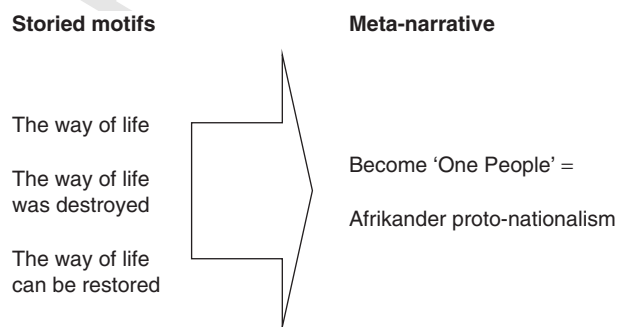 Storied motifs
Meta-narrative
The way of life
The way of life
was destroyed
The way of life
can be restored
Become ‘One People’ =
Afrikander proto-nationalism